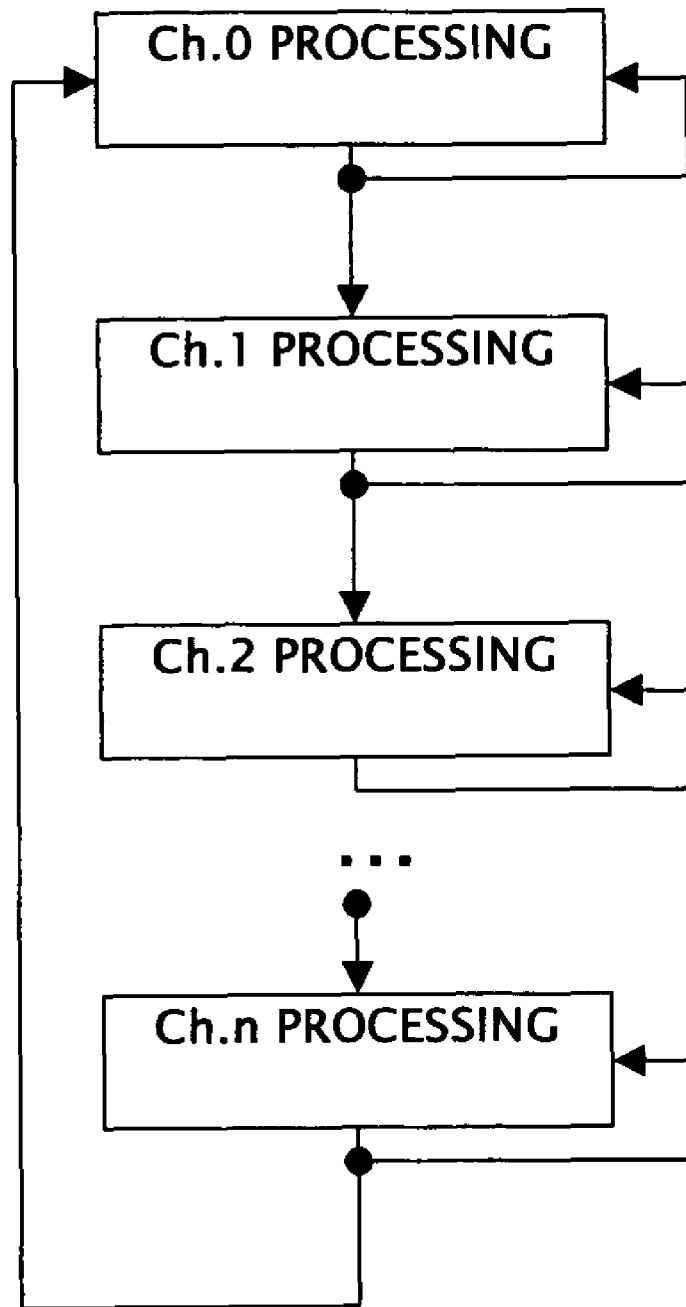 Ch.0 PROCESSING
Ch.1 PROCESSING
Ch.2 PROCESSING
...
Ch.n PROCESSING